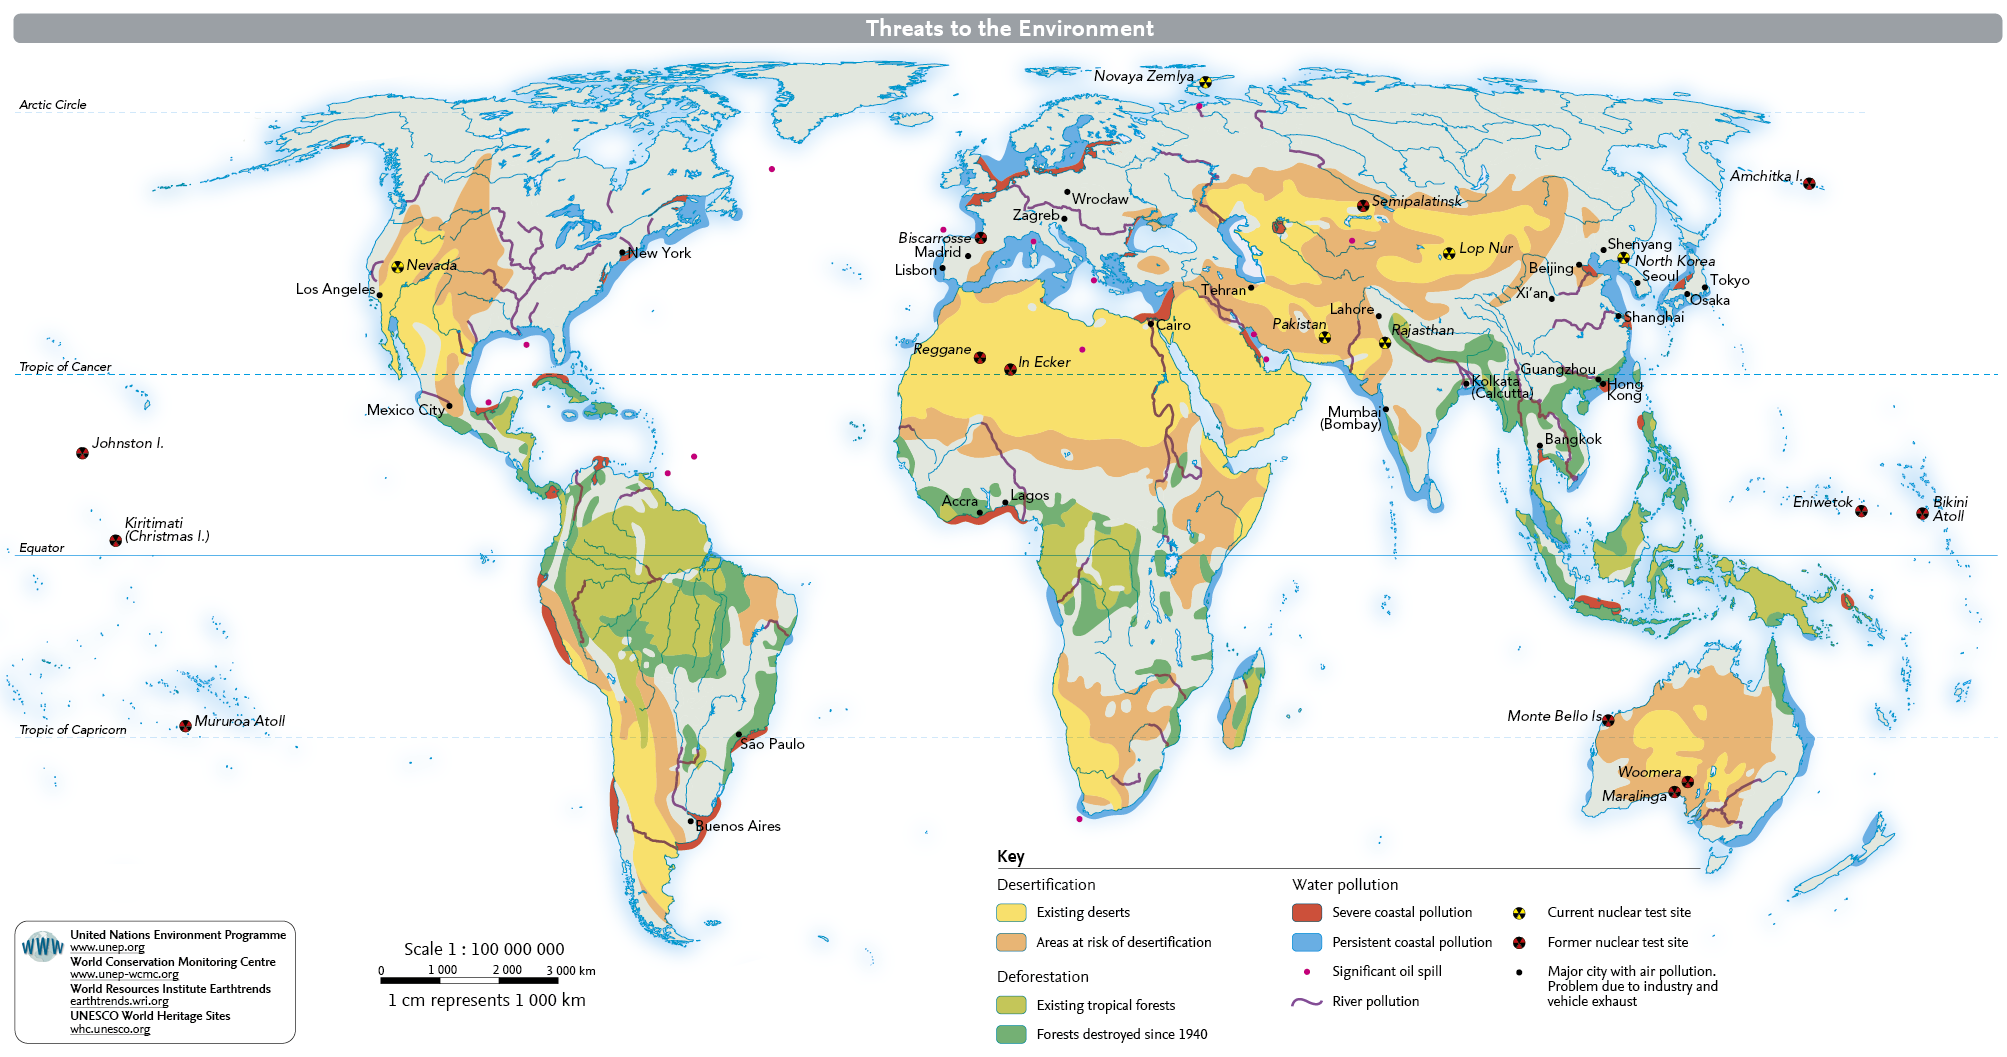 Threats to the Environment
Novaya Zemlya
Arctic Circle
Amchitka I.
Wrocław
Semipalatinsk
Zagreb
Biscarrosse
Madrid
Lisbon
Shenyang
Lop Nur
North Korea
Beijing
Seoul
New York
Nevada
Los Angeles
Tehran
Tokyo
Xi'an
Osaka
Lahore
Shanghai
Cairo
Pakistan
Rajasthan
Reggane
In Ecker
Tropic of Cancer
Guangzhou
Kolkata
(Calcutta)
Hong
Kong
Mexico City
Mumbai
(Bombay)
Johnston I.
Bangkok
Accra
Lagos
Eniwetok
Bikini
Atoll
Kiritimati
(Christmas I.)
Equator
Mururoa Atoll
Monte Bello Is
Tropic of Capricorn
São Paulo
Woomera
Maralinga
Buenos Aires
Key
Desertification
Existing deserts
Areas at risk of desertification
Deforestation
Existing tropical forests
Forests destroyed since 1940
Water pollution
Severe coastal pollution
Persistent coastal pollution
Significant oil spill
River pollution
Current nuclear test site
Former nuclear test site
Major city with air pollution.
Problem due to industry and
vehicle exhaust
WWW
United Nations Environment Programme
www.unep.org
World Conservation Monitoring Centre
www.unep-wcmc.org
World Resources Institute Earthtrends
earthtrends.wri.org
UNESCO World Heritage Sites
whc.unesco.org
Scale 1 : 100 000 000
0 1 000 2 000 3 000 km
1 cm represents 1 000 km